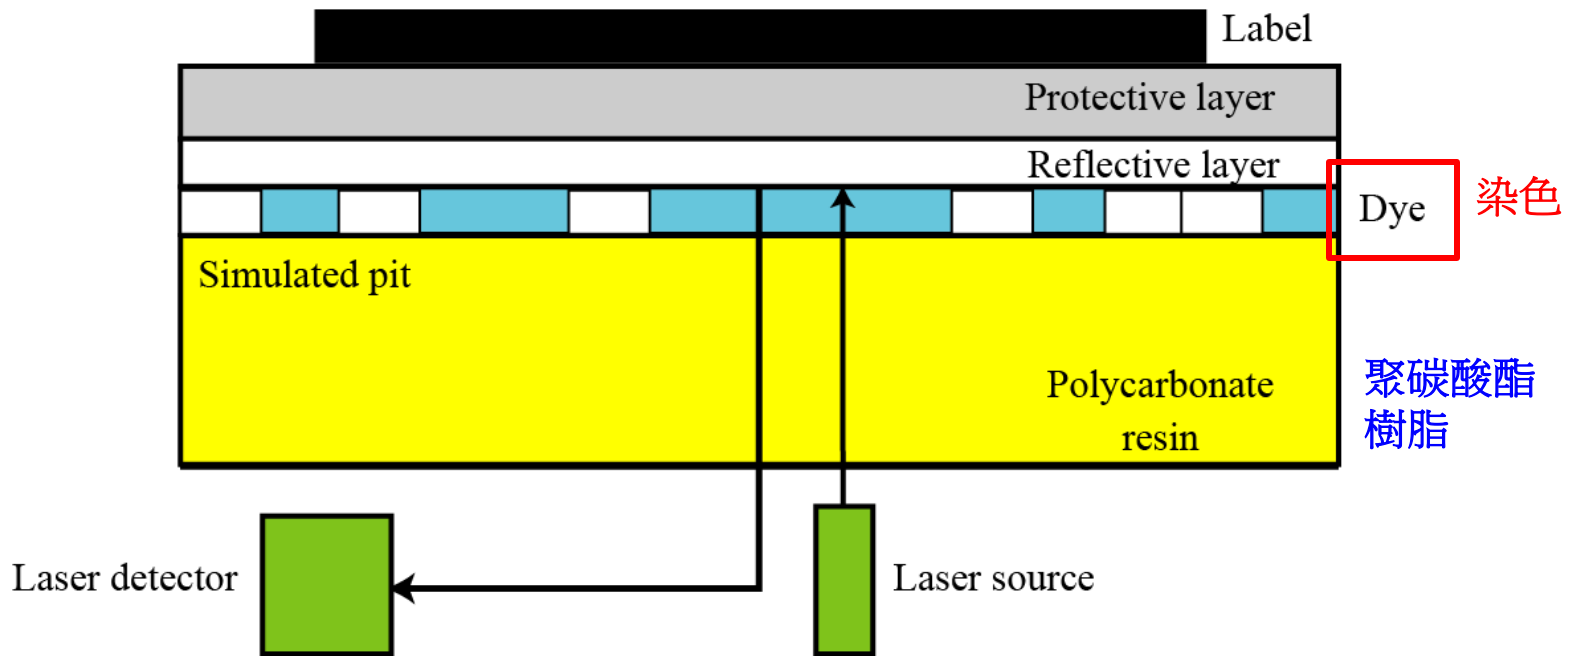 Label
Protective layer
Reflective layer
Dye
染色
Simulated pit
Polycarbonate
resin
聚碳酸酯
樹脂
Laser detector
Laser source